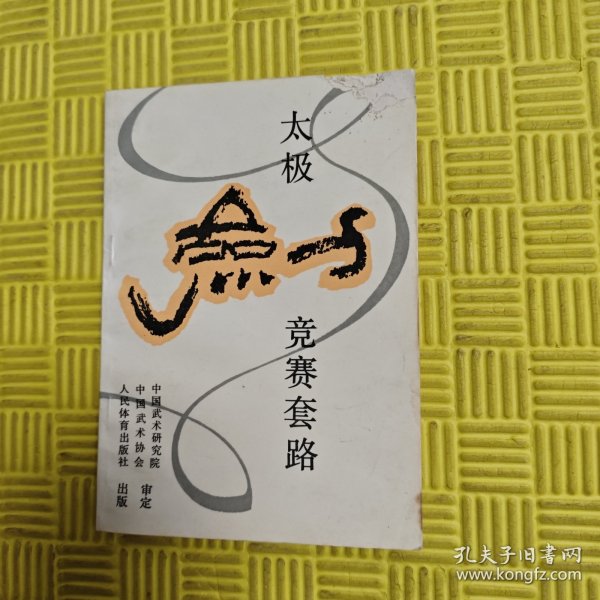 太极
剑
竞赛套路
中国武术研究院
中国武术协会
审定
人民体育出版社 出版
孔夫子旧书网
www.kongfz.com